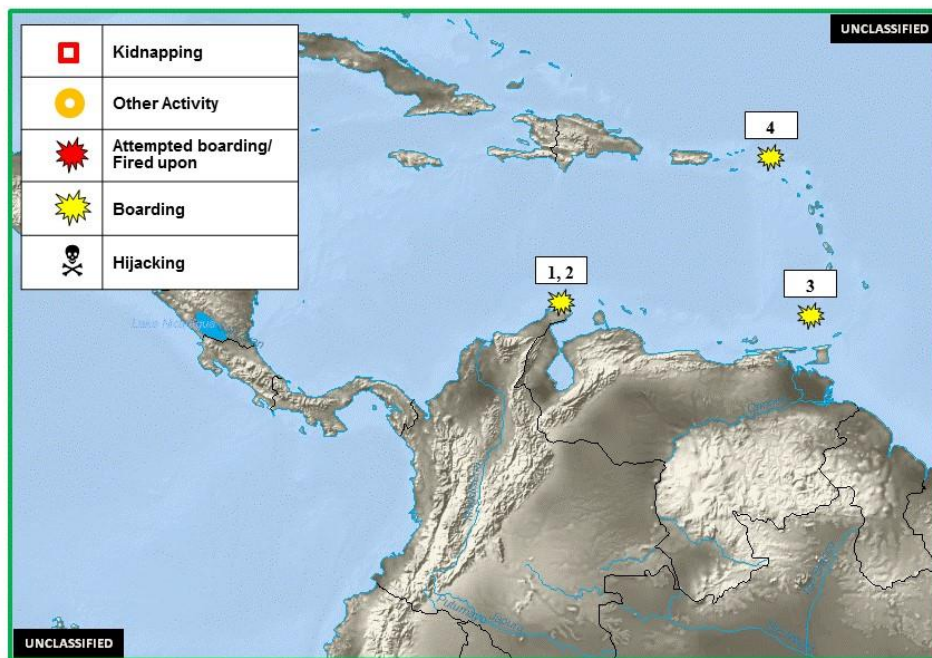 UNCLASSIFIED
Kidnapping
Other Activity
Attempted boarding/
Fired upon
Boarding
Hijacking
4
1, 2
3
Lake Nicaragua
UNCLASSIFIED